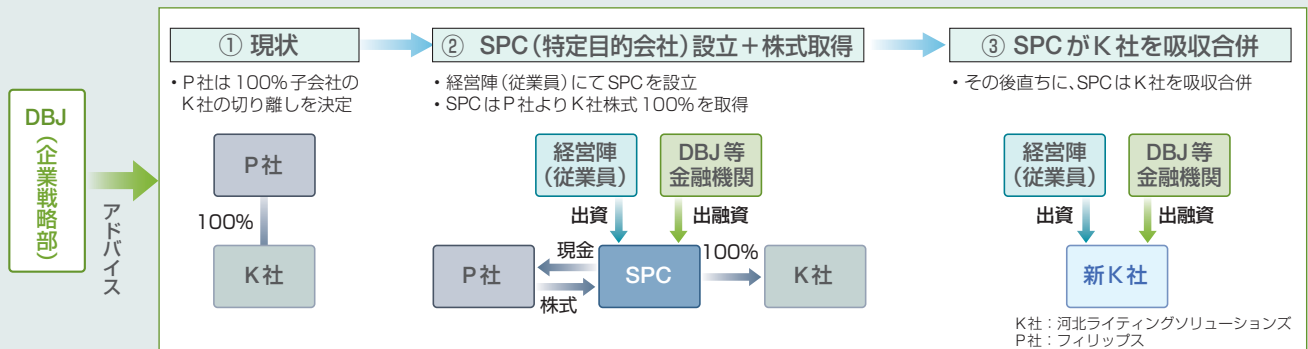 DBJ
（企業戦略部）
アドバイス
① 現状
・P社は100%子会社の
K社の切り離しを決定
P社
100%
K社
② SPC（特定目的会社）設立＋株式取得
・経営陣（従業員）にてSPCを設立
・SPCはP社よりK社株式100%を取得
経営陣
（従業員）
DBJ等
金融機関
出資
出融資
P社
現金
株式
SPC
100%
K社
③ SPCがK社を吸収合併
・その後直ちに、SPCはK社を吸収合併
経営陣
（従業員）
DBJ等
金融機関
出資
出融資
新K社
K社：河北ライティングソリューションズ
P社：フィリップス